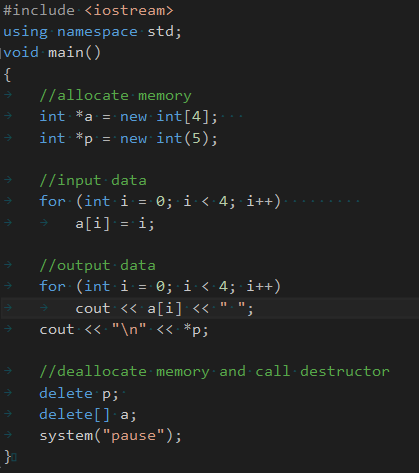 #include <iostream>
using namespace std;
void main()
{
//allocate memory
int *a = new int[4];
int *p = new int(5);
//input data
for (int i = 0; i < 4; i++)
a[i] = i;
//output data
for (int i = 0; i < 4; i++)
cout << a[i] << " ";
cout << "\n" << *p;
//deallocate memory and call destructor
delete p;
delete[] a;
system("pause");
}